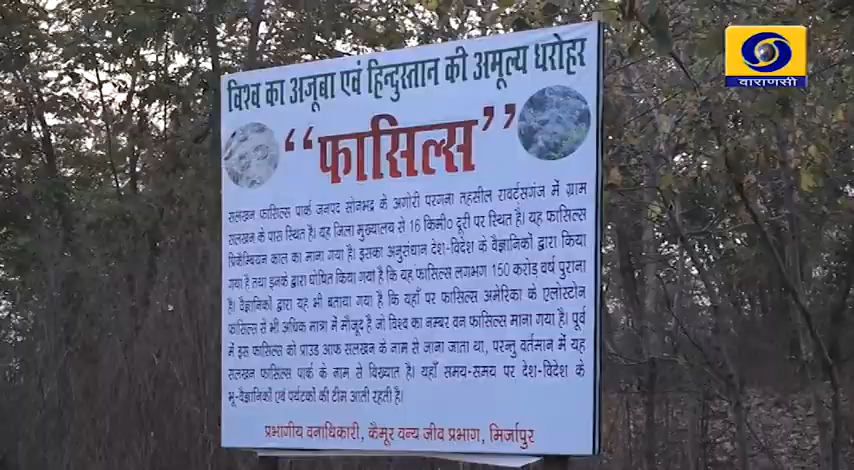 वाराणसी
विश्व का अजूबा एवं हिन्दुस्तान की अमूल्य धरोहर
“फासिल्स”
सलखन फासिल्स पार्क जनपद सोनभद्र के अगोरी परगना तहसील रावर्टसगंज में ग्राम
सलखन के पास स्थित है। यह जिला मुख्यालय से 16 किमी० दूरी पर स्थित है। यह फासिल्स
प्रिकैम्बियन काल का माना गया है। इसका अनुसंधान देश-विदेश के वैज्ञानिकों द्वारा किया
गया है तथा इनके द्वारा घोषित किया गया है कि यह फासिल्स लगभग 150 करोड़ वर्ष पुराना
है। वैज्ञानिकों द्वारा यह भी बताया गया है कि यहाँ पर फासिल्स अमेरिका के एलोस्टोन
फासिल्स से भी अधिक मात्रा में मौजूद है जो विश्व का नम्बर वन फासिल्स माना गया है। पूर्व
में इस फासिल्स को प्राउड आफ सलखन के नाम से जाना जाता था, परन्तु वर्तमान में यह
सलखन फासिल्स पार्क के नाम से विख्यात है। यहाँ समय-समय पर देश-विदेश के
भू-वैज्ञानिकों एवं पर्यटकों की टीम आती रहती है।
प्रभागीय वनाधिकारी, कैमूर वन्य जीव प्रभाग, मिर्जापुर